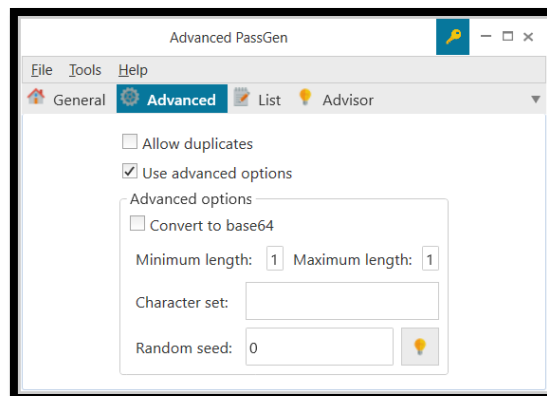 Advanced PassGen
File Tools Help
General Advanced List Advisor
Allow duplicates
Use advanced options
Advanced options
Convert to base64
Minimum length: 1 Maximum length: 1
Character set:
Random seed: 0